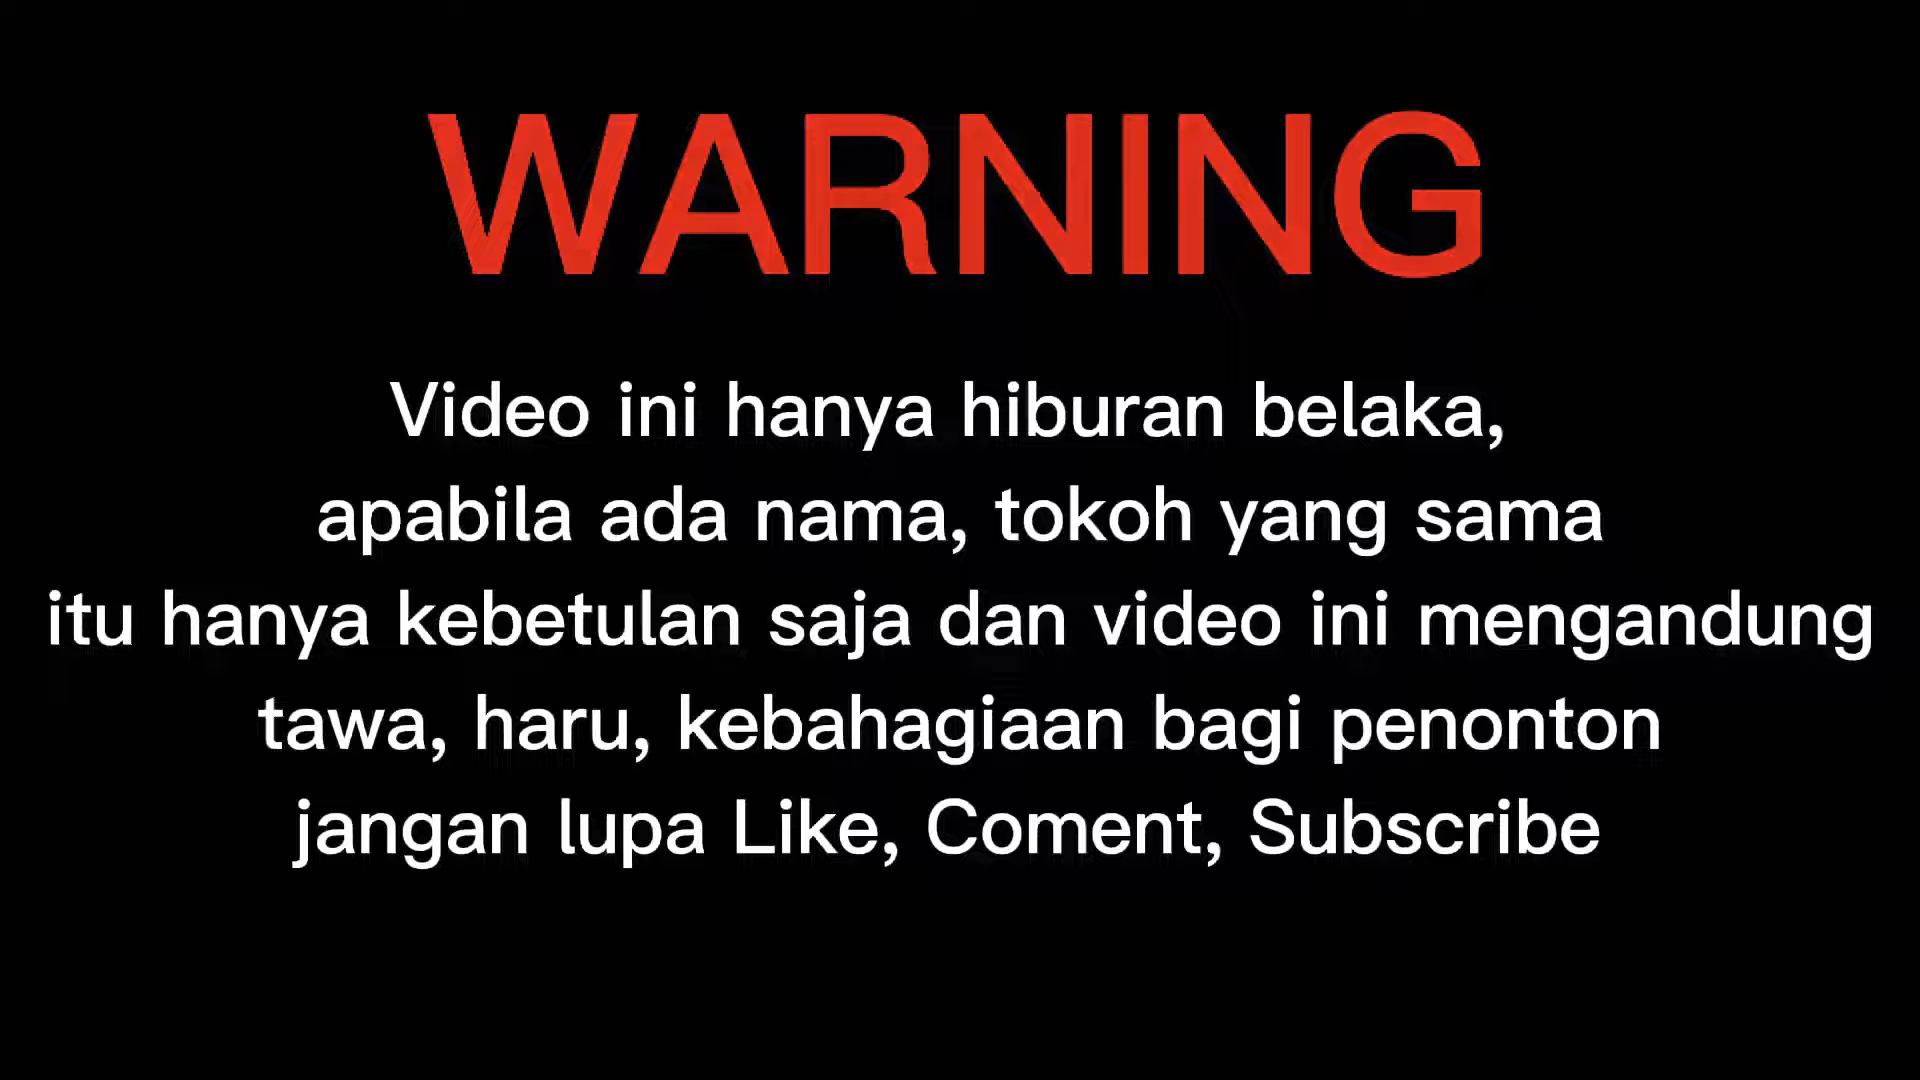 WARNING
Video ini hanya hiburan belaka,
apabila ada nama, tokoh yang sama
itu hanya kebetulan saja dan video ini mengandung
tawa, haru, kebahagiaan bagi penonton
jangan lupa Like, Coment, Subscribe